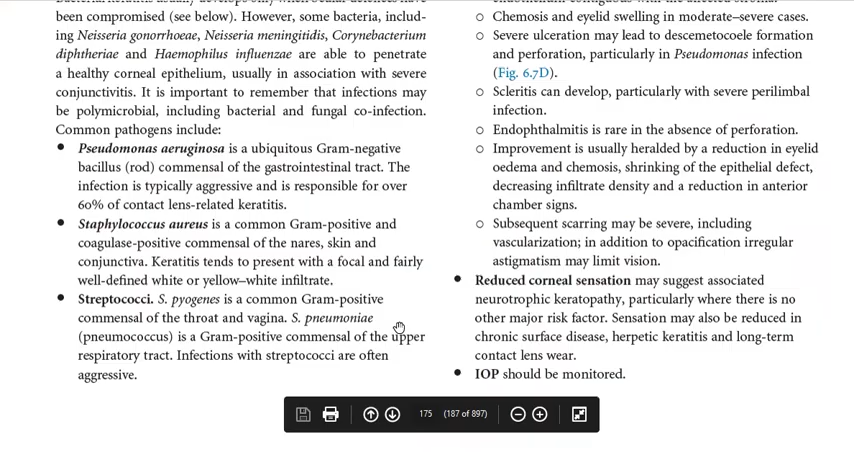 been compromised (see below). However, some bacteria, includ-
ing Neisseria gonorrhoeae, Neisseria meningitidis, Corynebacterium
diphtheriae and Haemophilus influenzae are able to penetrate
a healthy corneal epithelium, usually in association with severe
conjunctivitis. It is important to remember that infections may
be polymicrobial, including bacterial and fungal co-infection.
Common pathogens include:
• Pseudomonas aeruginosa is a ubiquitous Gram-negative
bacillus (rod) commensal of the gastrointestinal tract. The
infection is typically aggressive and is responsible for over
60% of contact lens-related keratitis.
• Staphylococcus aureus is a common Gram-positive and
coagulase-positive commensal of the nares, skin and
conjunctiva. Keratitis tends to present with a focal and fairly
well-defined white or yellow–white infiltrate.
• Streptococci. S. pyogenes is a common Gram-positive
commensal of the throat and vagina. S. pneumoniae
(pneumococcus) is a Gram-positive commensal of the upper
respiratory tract. Infections with streptococci are often
aggressive.
○ Chemosis and eyelid swelling in moderate–severe cases.
○ Severe ulceration may lead to descemetocoele formation
and perforation, particularly in Pseudomonas infection
(Fig. 6.7D).
○ Scleritis can develop, particularly with severe perilimbal
infection.
○ Endophthalmitis is rare in the absence of perforation.
○ Improvement is usually heralded by a reduction in eyelid
oedema and chemosis, shrinking of the epithelial defect,
decreasing infiltrate density and a reduction in anterior
chamber signs.
○ Subsequent scarring may be severe, including
vascularization; in addition to opacification irregular
astigmatism may limit vision.
• Reduced corneal sensation may suggest associated
neurotrophic keratopathy, particularly where there is no
other major risk factor. Sensation may also be reduced in
chronic surface disease, herpetic keratitis and long-term
contact lens wear.
• IOP should be monitored.
175 (187 of 897)